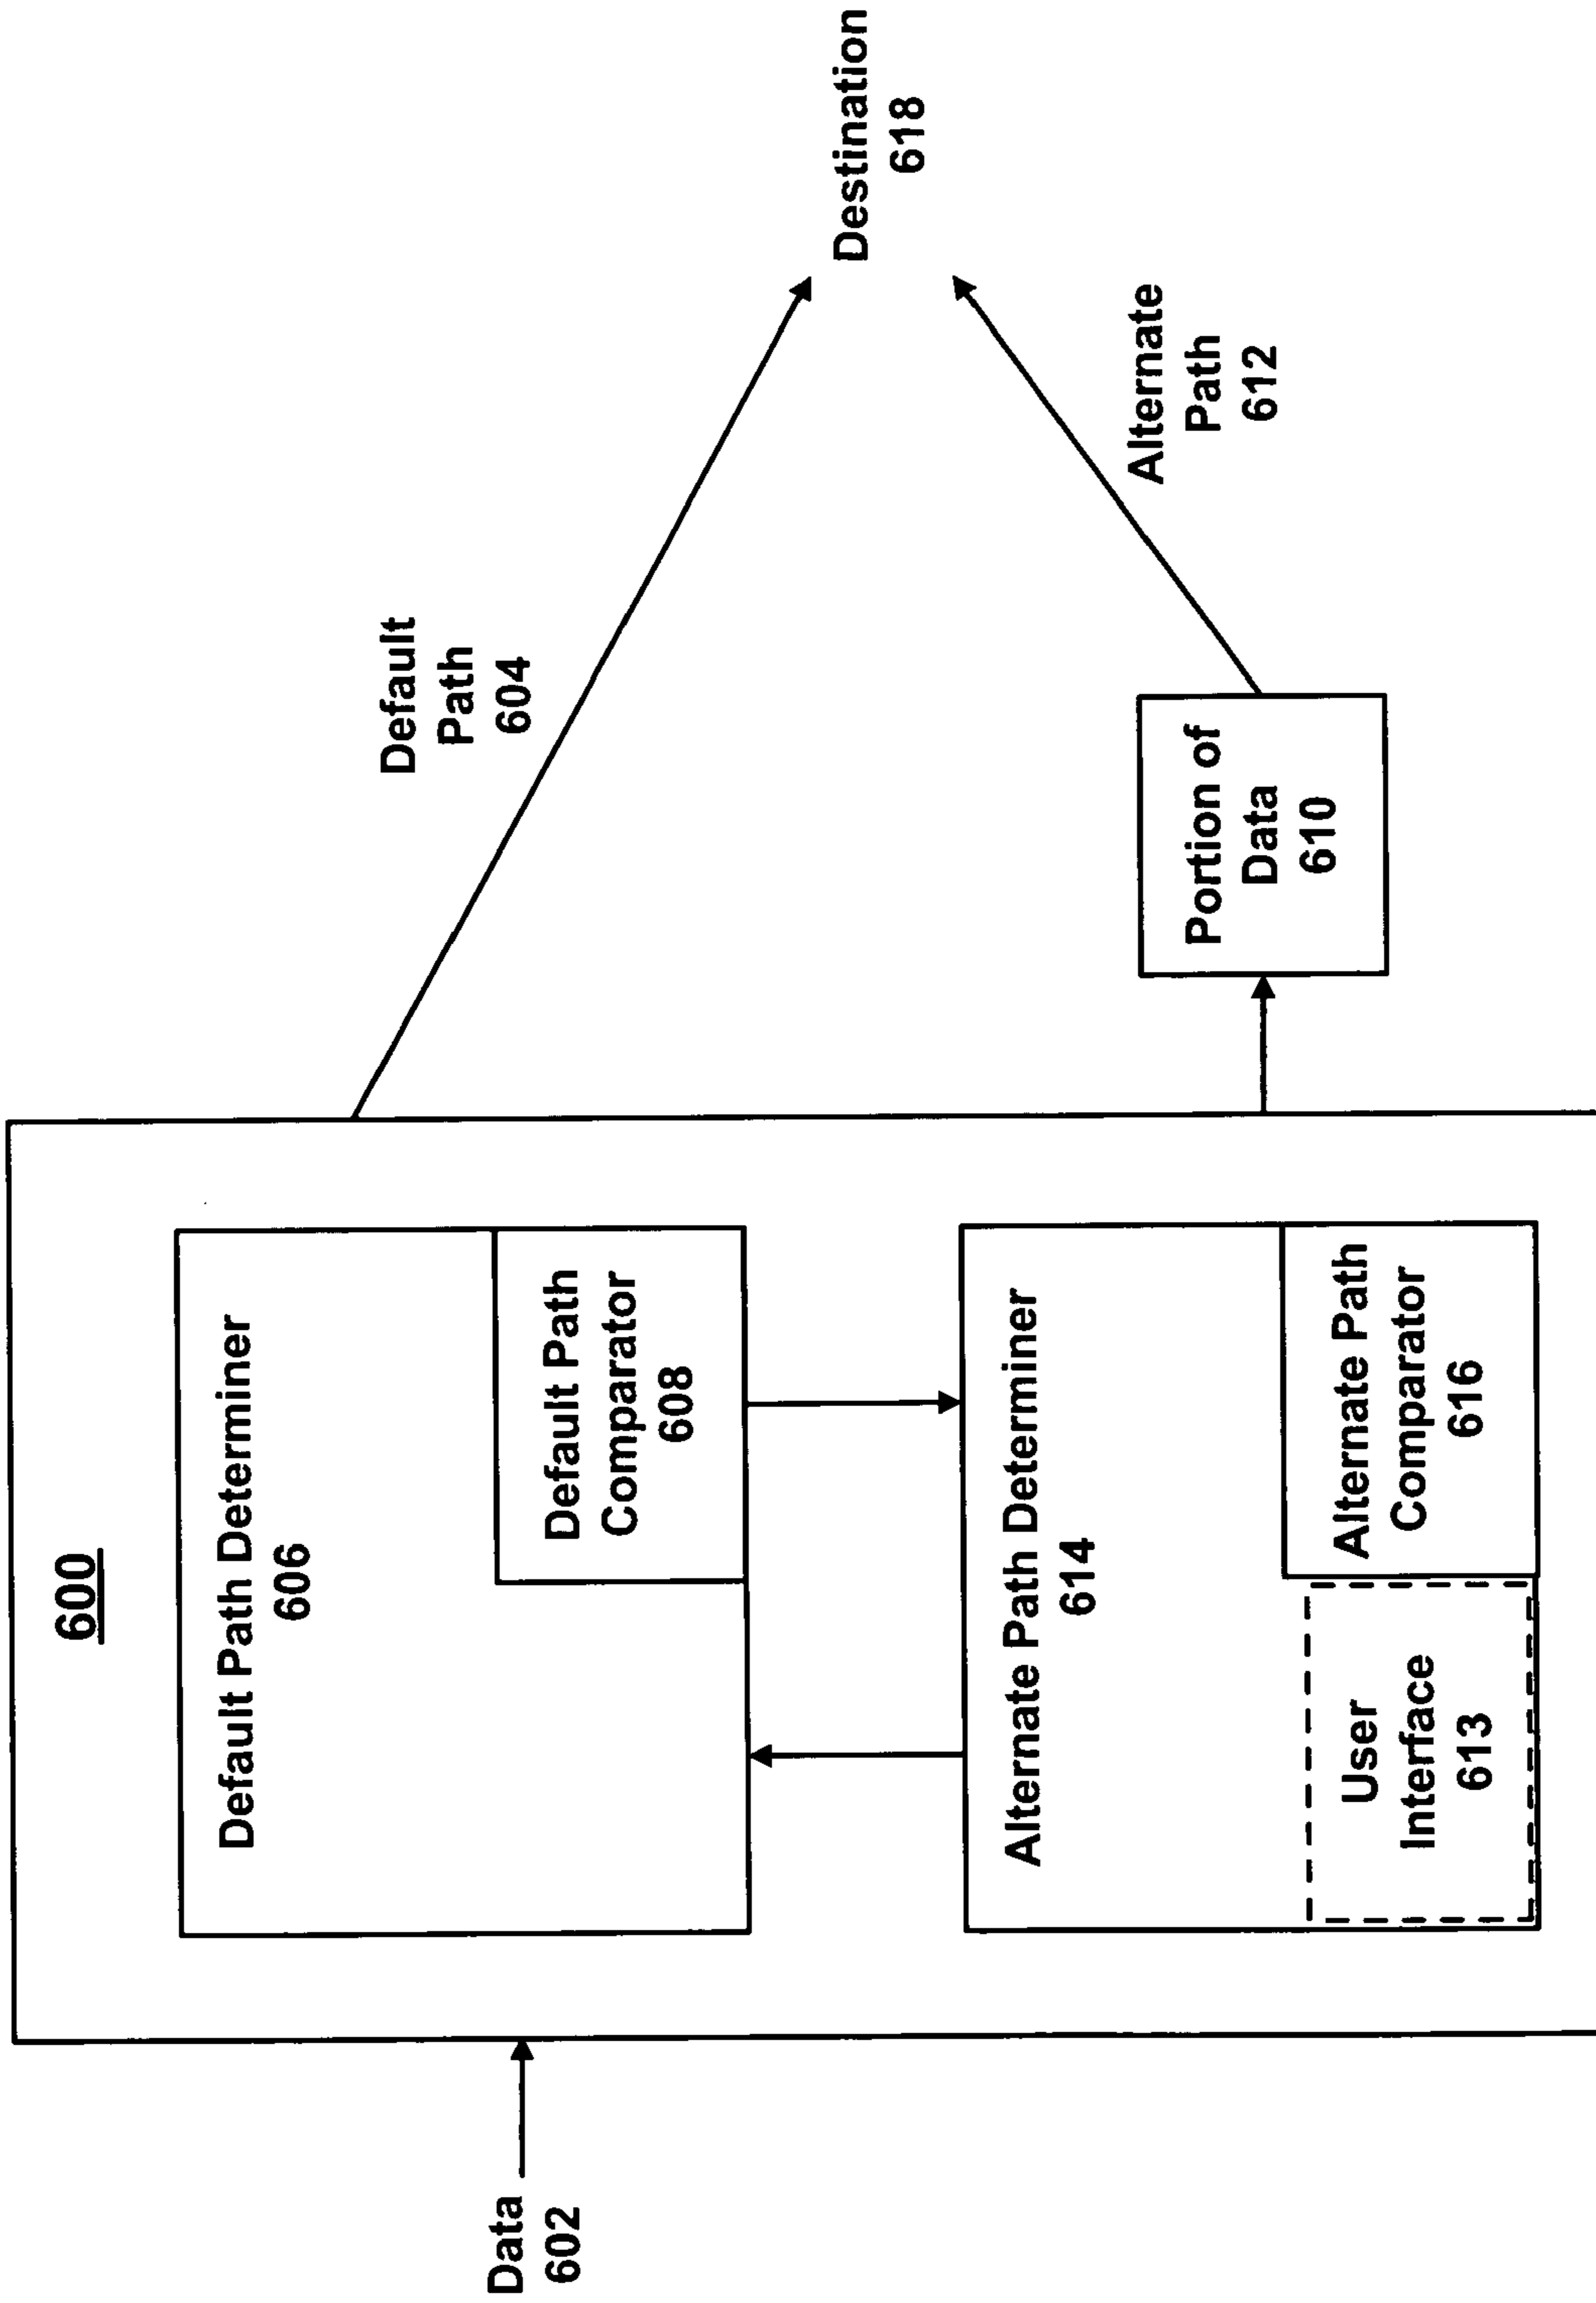 600
Data
602
Default Path Determiner
606
Default Path
Comparator
608
Alternate Path Determiner
614
User
Interface
613
Alternate Path
Comparator
616
Default
Path
604
Portion of
Data
610
Alternate
Path
612
Destination
618